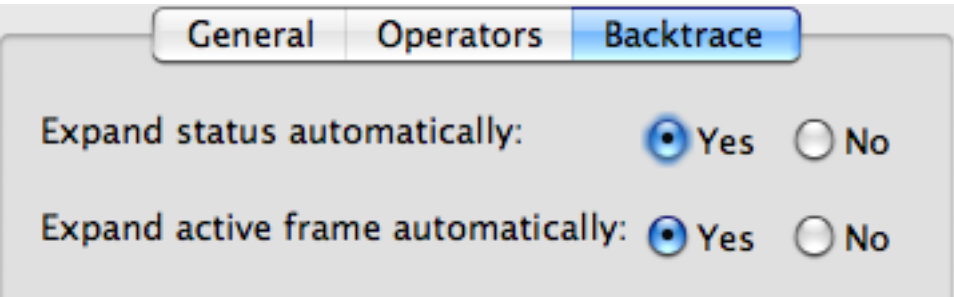 General Operators Backtrace
Expand status automatically: Yes No
Expand active frame automatically: Yes No